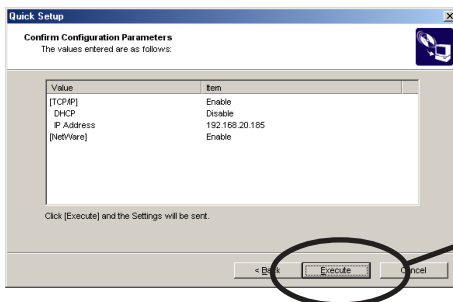 Quick Setup
Confirm Configuration Parameters
The values entered are as follows:
Value Item
[TCP/IP] Enable
DHCP Disable
IP Address 192.168.20.185
[NetWare] Enable
Click [Execute] and the Settings will be sent.
< Back Execute Cancel